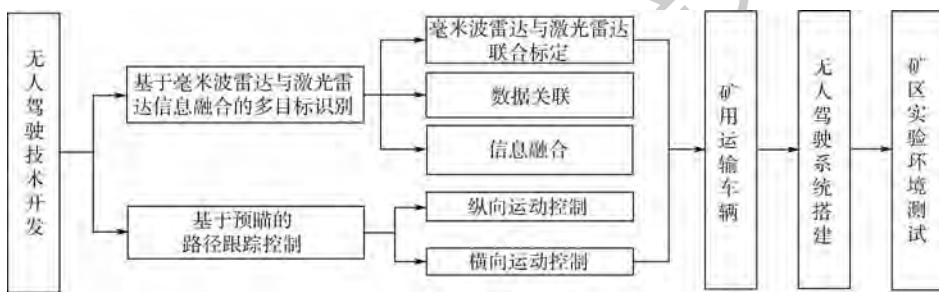 无人驾驶技术开发
基于毫米波雷达与激光雷
达信息融合的多目标识别
毫米波雷达与激光雷达
联合标定
数据关联
信息融合
基于预瞄的
路径跟踪控制
纵向运动控制
横向运动控制
矿用运输车辆
无人驾驶系统搭建
矿区实验环境测试